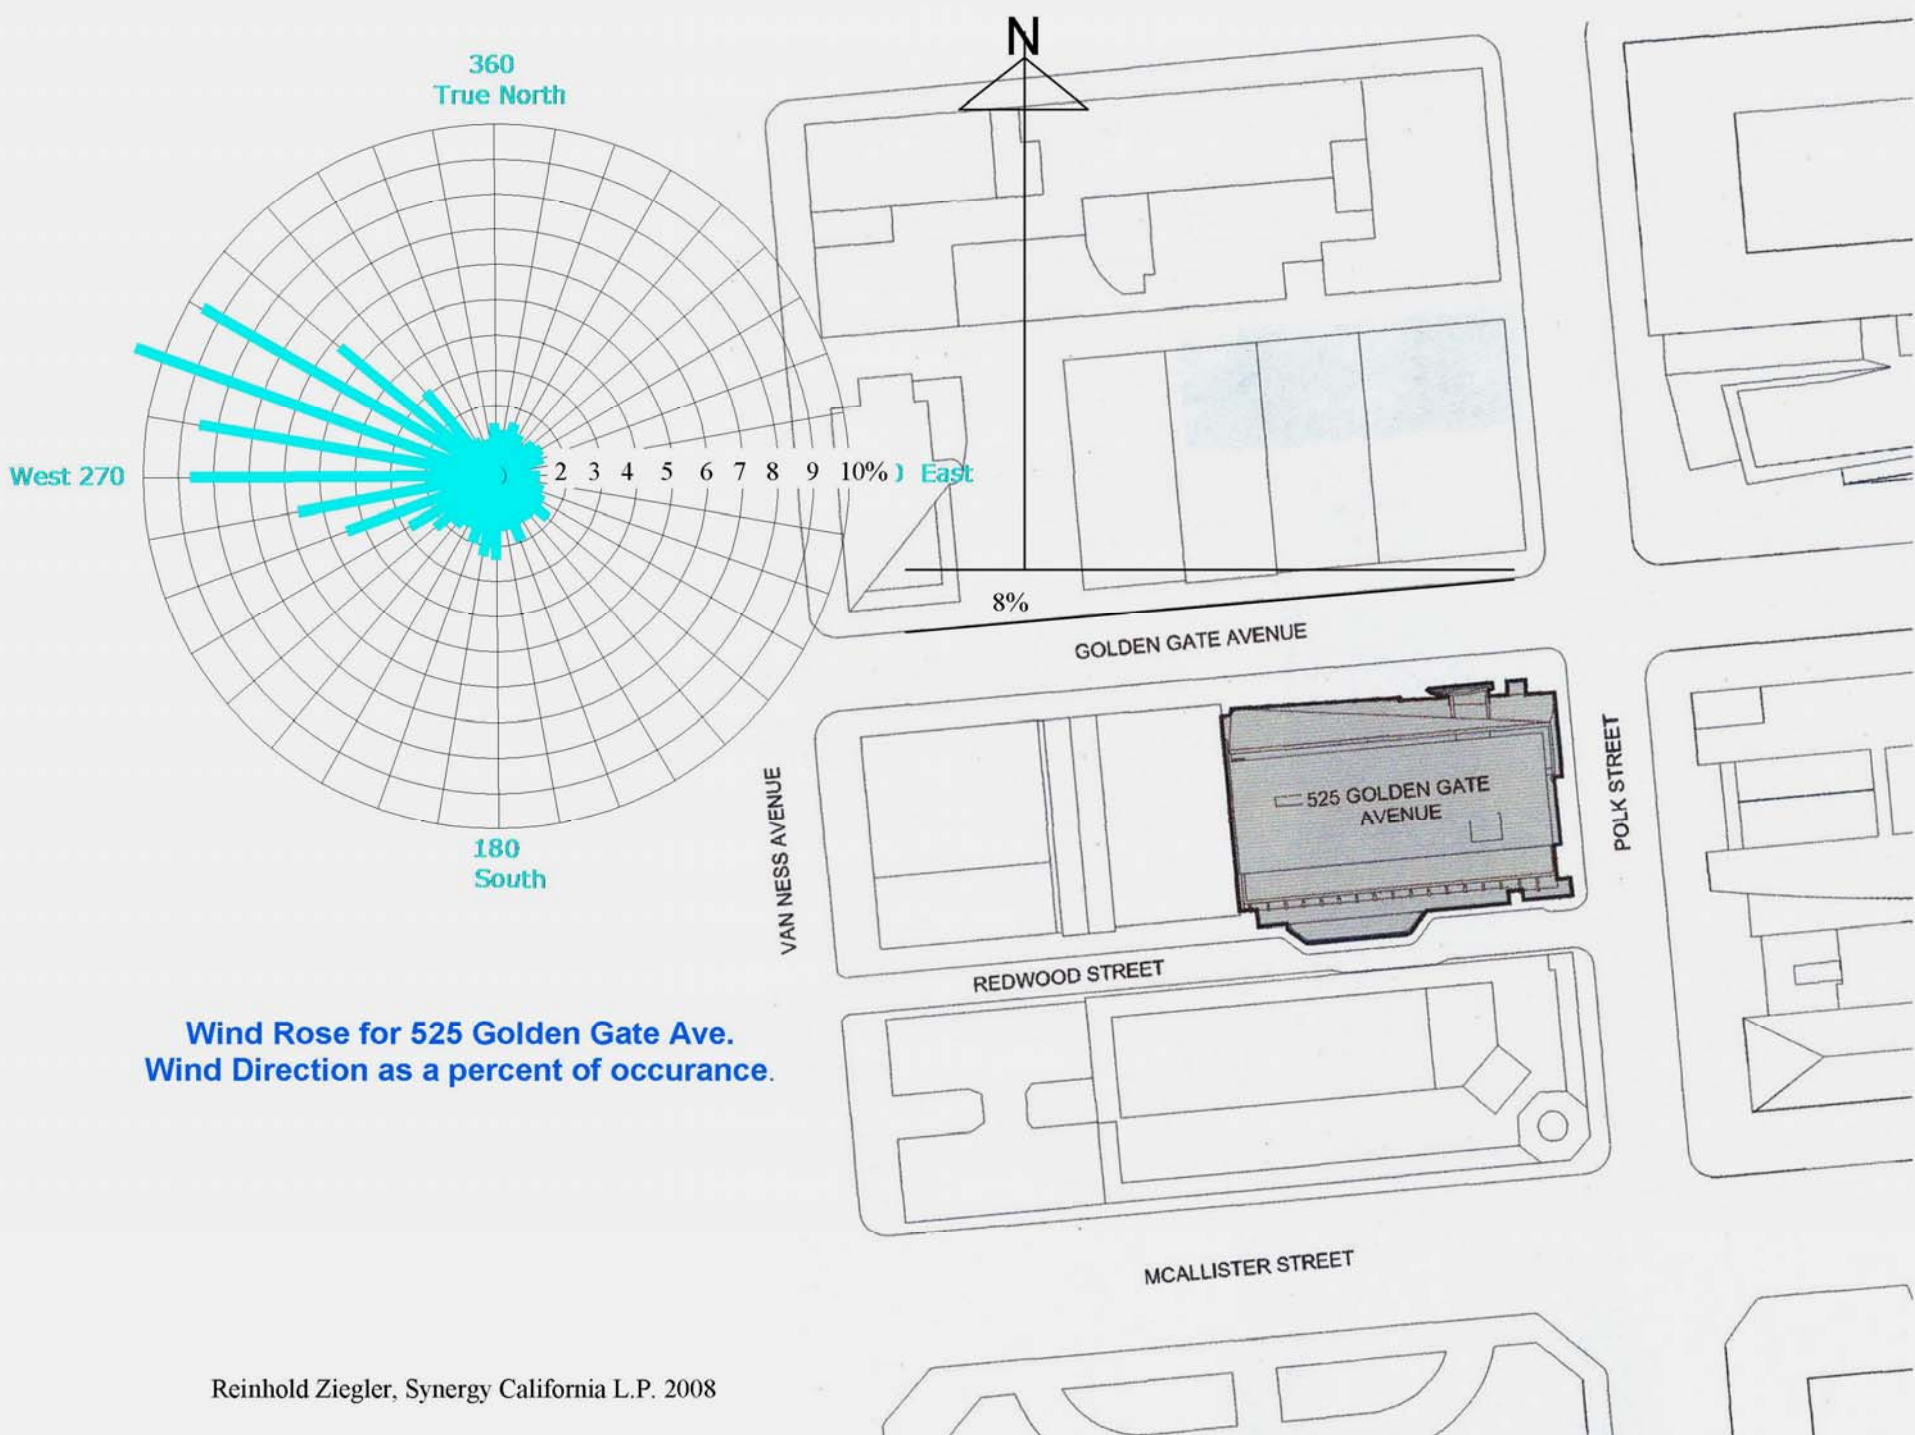 N
360
True North
West 270
2 3 4 5 6 7 8 9 10% ) East
8%
GOLDEN GATE AVENUE
525 GOLDEN GATE
AVENUE
POLK STREET
VAN NESS AVENUE
180
South
REDWOOD STREET
Wind Rose for 525 Golden Gate Ave.
Wind Direction as a percent of occurance.
MCALLISTER STREET
Reinhold Ziegler, Synergy California L.P. 2008